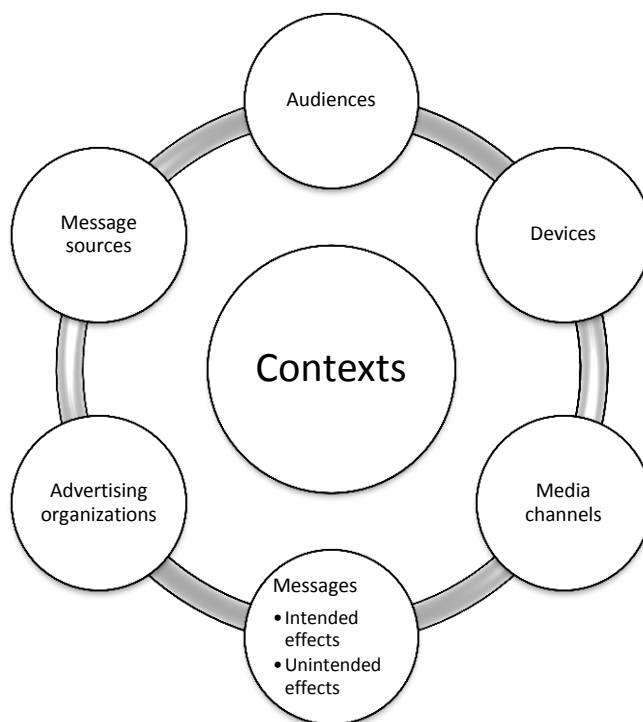 Audiences
Message
sources
Devices
Contexts
Advertising
organizations
Media
channels
Messages
•Intended
effects
•Unintended
effects